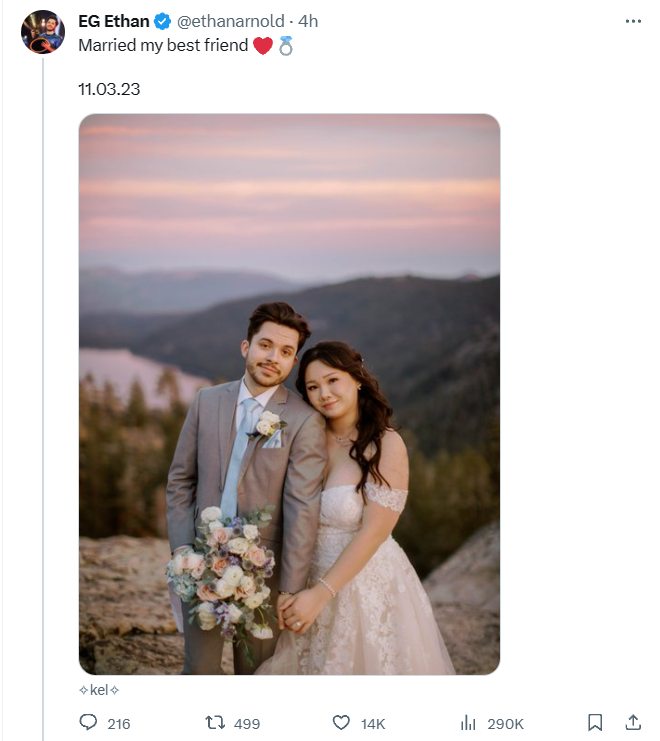 EG Ethan @ethanarnold · 4h
Married my best friend ❤️ 💍
11.03.23
✧kel✧
216 499 14K 290K